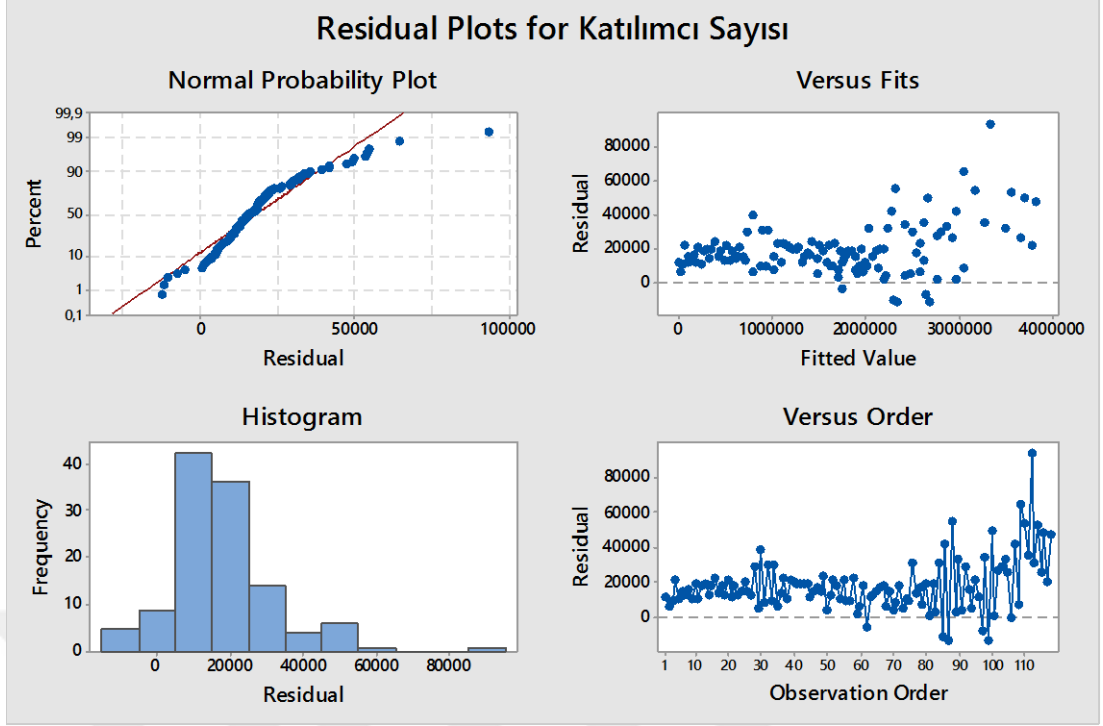 Residual Plots for Katılımcı Sayısı
Normal Probability Plot
99,9
99
90
50
10
1
0,1
Percent
0 50000 100000
Residual
Versus Fits
80000
60000
40000
20000
0
Residual
0 1000000 2000000 3000000 4000000
Fitted Value
Histogram
40
30
20
10
0
Frequency
0 20000 40000 60000 80000
Residual
Versus Order
80000
60000
40000
20000
0
Residual
1 10 20 30 40 50 60 70 80 90 100 110
Observation Order